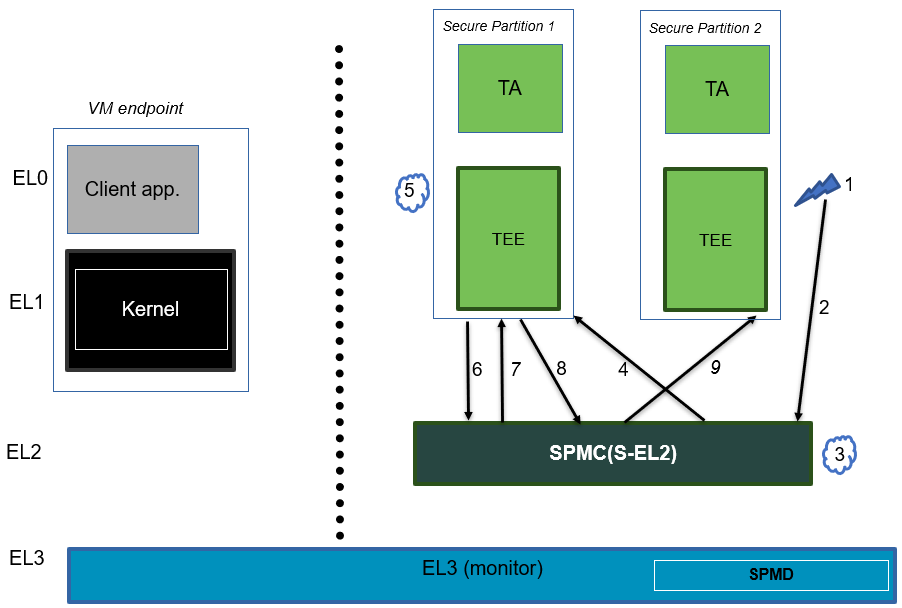 Secure Partition 1
Secure Partition 2
TA
TA
VM endpoint
EL0
Client app.
5
1
TEE
TEE
EL1
Kernel
2
6
7
8
4
9
EL2
SPMC(S-EL2)
3
EL3
EL3 (monitor)
SPMD